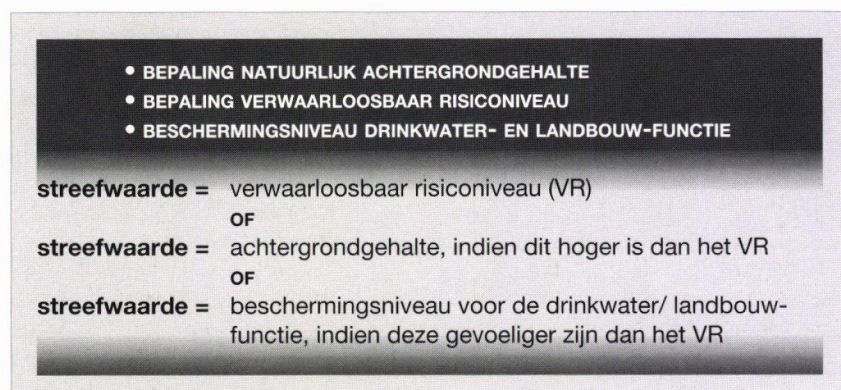 • BEPALING NATUURLIJK ACHTERGRONDGEHALTE
• BEPALING VERWAARLOOSBAAR RISICONIVEAU
• BESCHERMINGSNIVEAU DRINKWATER- EN LANDBOUW-FUNCTIE
streefwaarde = verwaarloosbaar risiconiveau (VR)
OF
streefwaarde = achtergrondgehalte, indien dit hoger is dan het VR
OF
streefwaarde = beschermingsniveau voor de drinkwater/ landbouw-
functie, indien deze gevoeliger zijn dan het VR